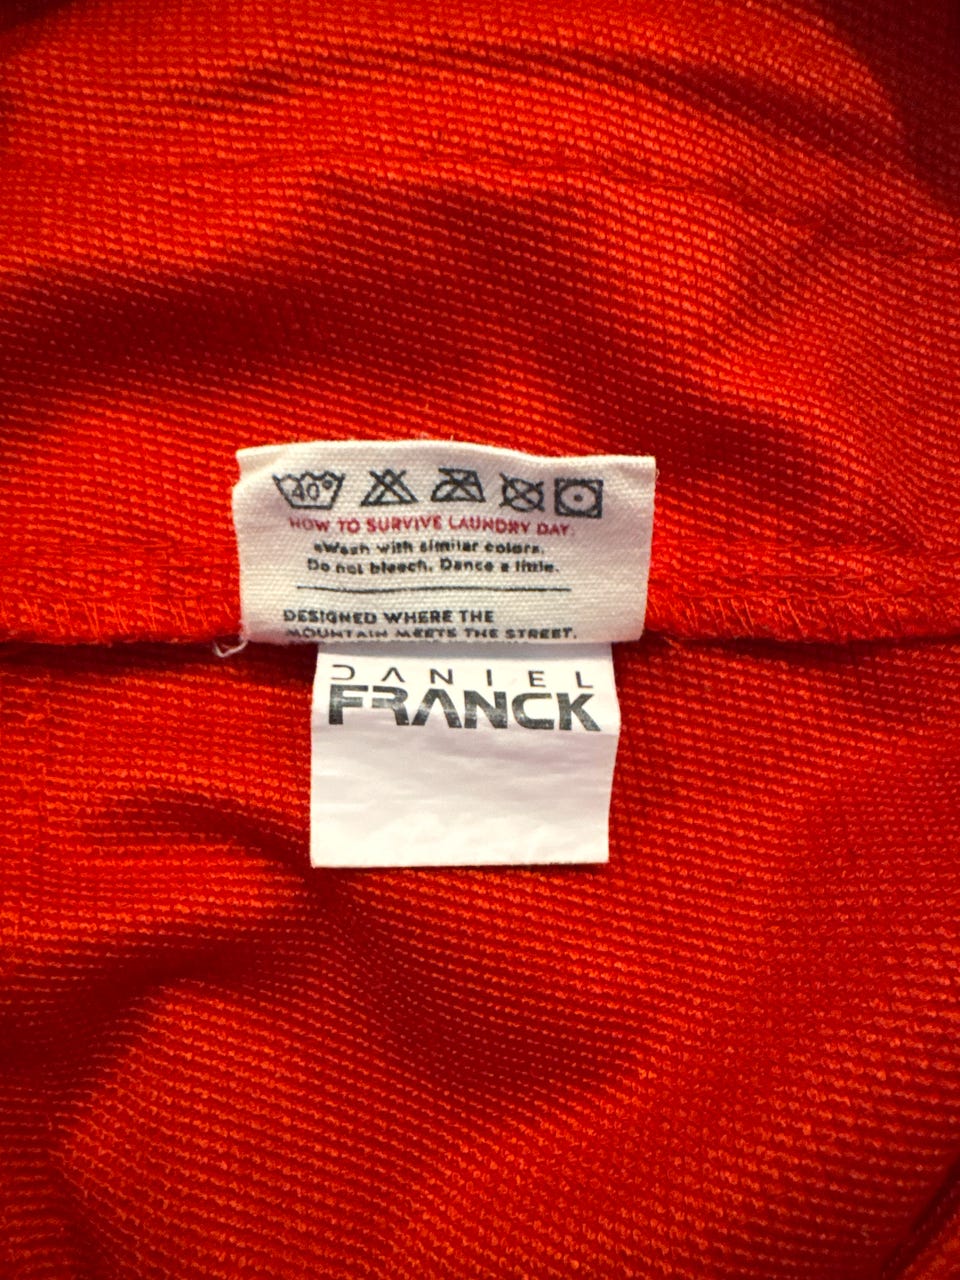 40°
HOW TO SURVIVE LAUNDRY DAY.
•Wash with similar colors.
Do not bleach. Dance a little.
DESIGNED WHERE THE
MOUNTAIN MEETS THE STREET.
DANIEL
FRANCK